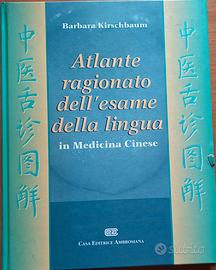 Barbara Kirschbaum
Atlante
ragionato
dell'esame
della lingua
in Medicina Cinese
中医舌诊图解
中医舌诊图解
CASA EDITRICE AMBROSIANA
Subito